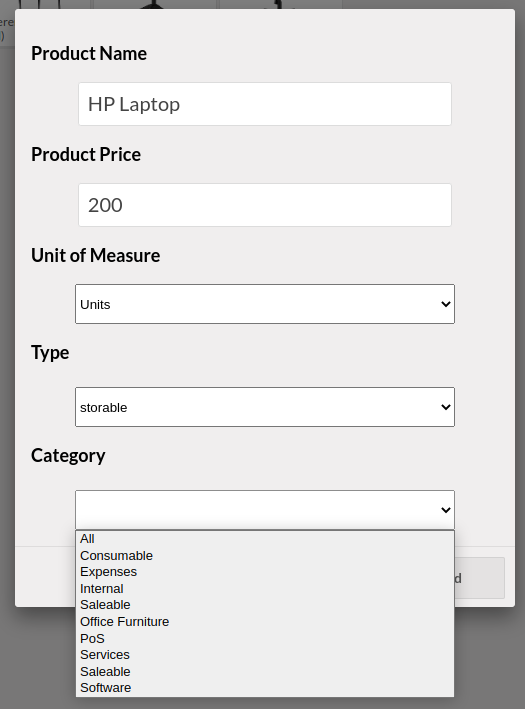 Product Name
HP Laptop
Product Price
200
Unit of Measure
Units
Type
storable
Category
All
Consumable
Expenses
Internal
Saleable
Office Furniture
PoS
Services
Saleable
Software